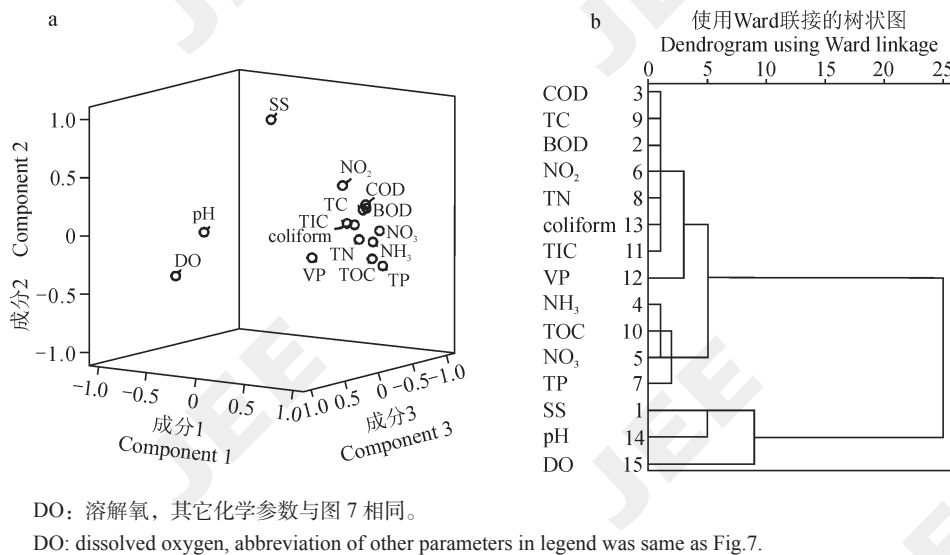 a
1.0
0.5
0
−0.5
−1.0
成分2 Component 2
SS
NO₂
COD
TC
BOD
TIC
coliform
NO₃
pH
TN
NH₃
DO
VP
TOC
TP
−1.0
−0.5
0
0.5
1.0
成分1
Component 1
1.0
0.5
0
−0.5
−1.0
成分3
Component 3
b
使用Ward联接的树状图
Dendrogram using Ward linkage
0 5 10 15 20 25
COD 3
TC 9
BOD 2
NO₂ 6
TN 8
coliform 13
TIC 11
VP 12
NH₃ 4
TOC 10
NO₃ 5
TP 7
SS 1
pH 14
DO 15
DO：溶解氧，其它化学参数与图 7 相同。
DO: dissolved oxygen, abbreviation of other parameters in legend was same as Fig.7.
JEE
JEE
JEE
JEE